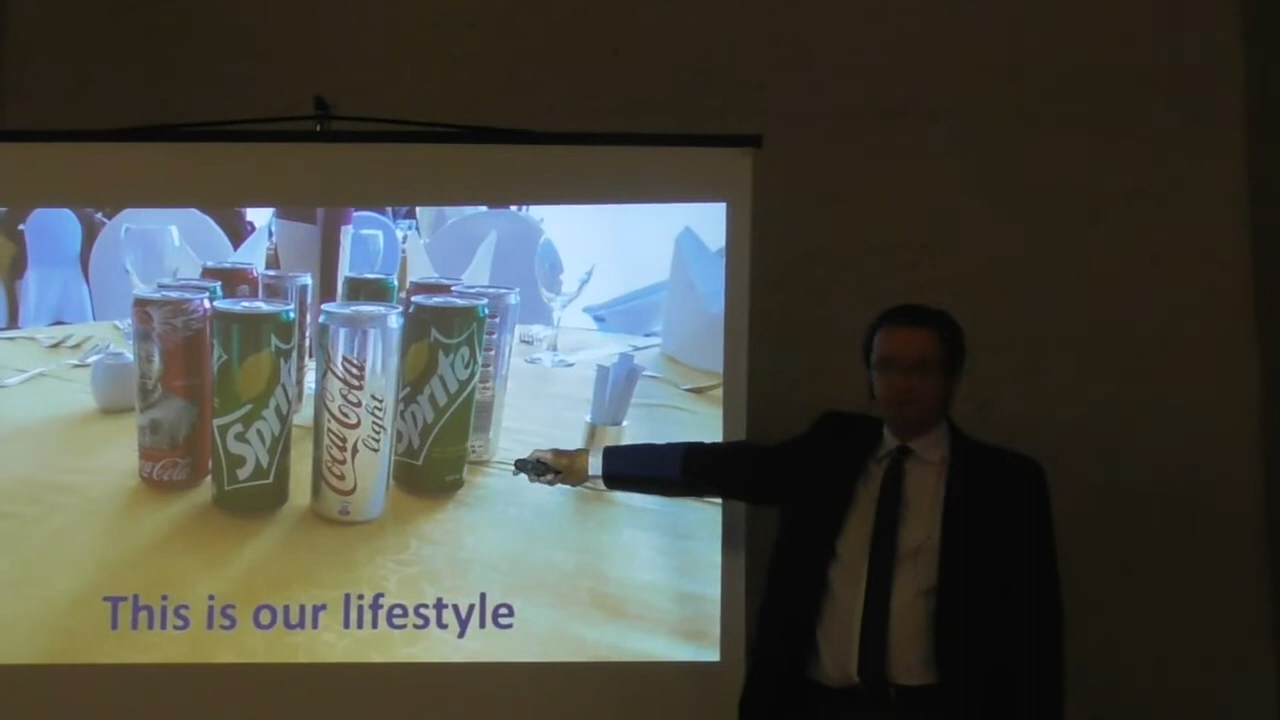 Coca-Cola
Sprite
Coca-Cola
light
Sprite
This is our lifestyle